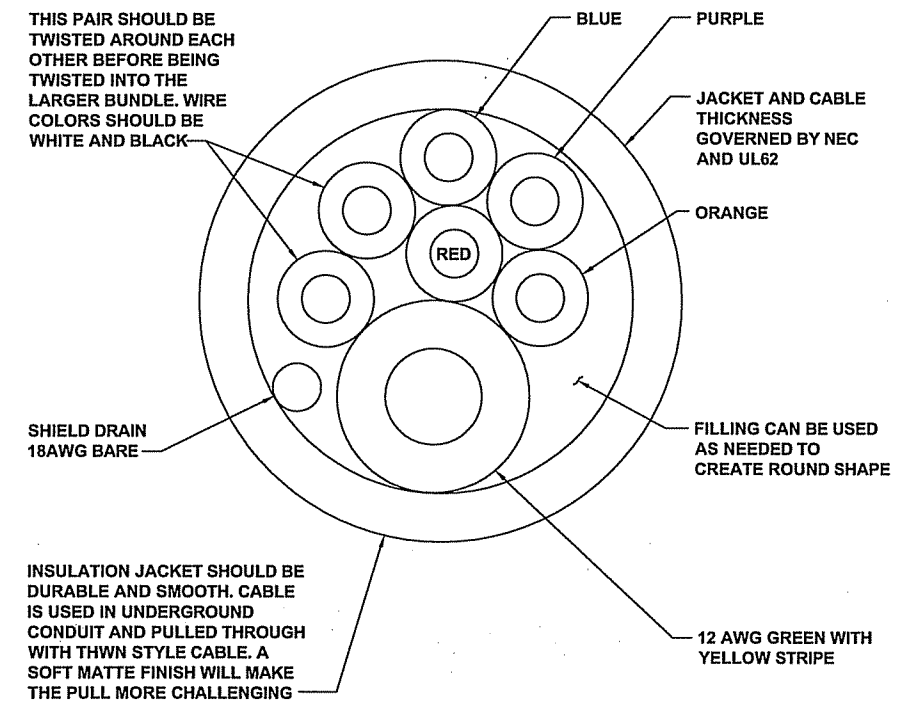 THIS PAIR SHOULD BE
TWISTED AROUND EACH
OTHER BEFORE BEING
TWISTED INTO THE
LARGER BUNDLE. WIRE
COLORS SHOULD BE
WHITE AND BLACK
BLUE
PURPLE
JACKET AND CABLE
THICKNESS
GOVERNED BY NEC
AND UL62
ORANGE
RED
SHIELD DRAIN
18AWG BARE
FILLING CAN BE USED
AS NEEDED TO
CREATE ROUND SHAPE
INSULATION JACKET SHOULD BE
DURABLE AND SMOOTH. CABLE
IS USED IN UNDERGROUND
CONDUIT AND PULLED THROUGH
WITH THWN STYLE CABLE. A
SOFT MATTE FINISH WILL MAKE
THE PULL MORE CHALLENGING
12 AWG GREEN WITH
YELLOW STRIPE